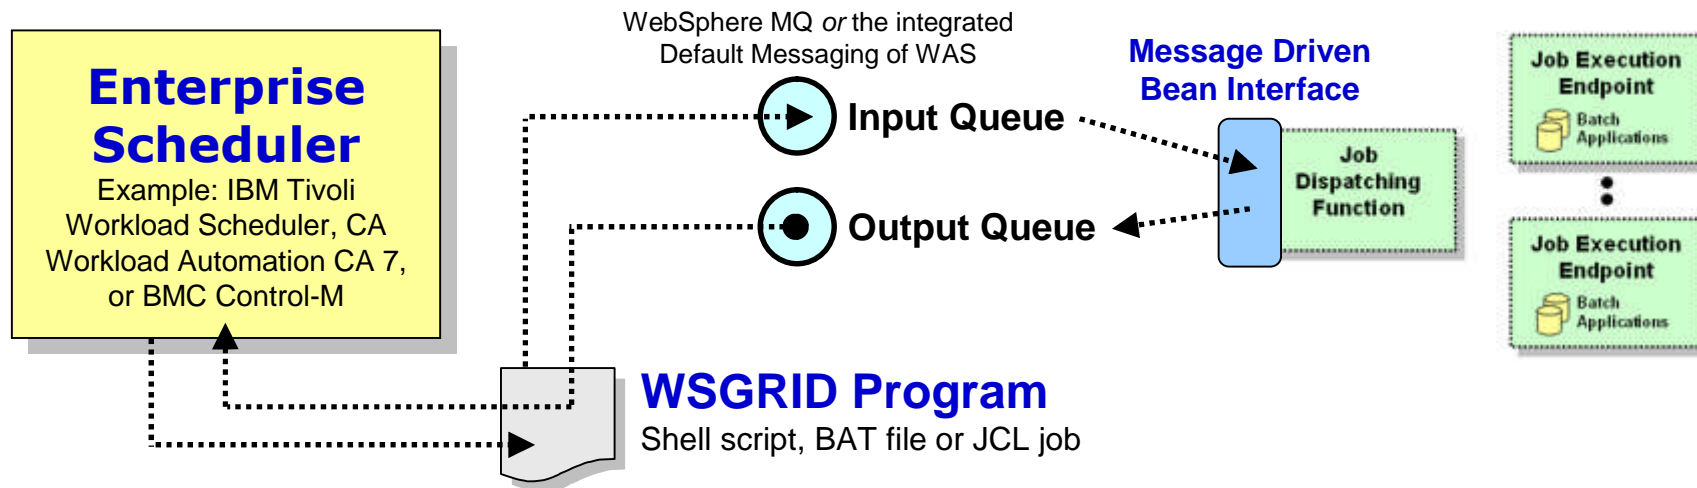 Enterprise
Scheduler
Example: IBM Tivoli
Workload Scheduler, CA
Workload Automation CA 7,
or BMC Control-M
WebSphere MQ or the integrated
Default Messaging of WAS
Input Queue
Output Queue
Message Driven
Bean Interface
Job
Dispatching
Function
Job Execution
Endpoint
Batch
Applications
Job Execution
Endpoint
Batch
Applications
WSGRID Program
Shell script, BAT file or JCL job